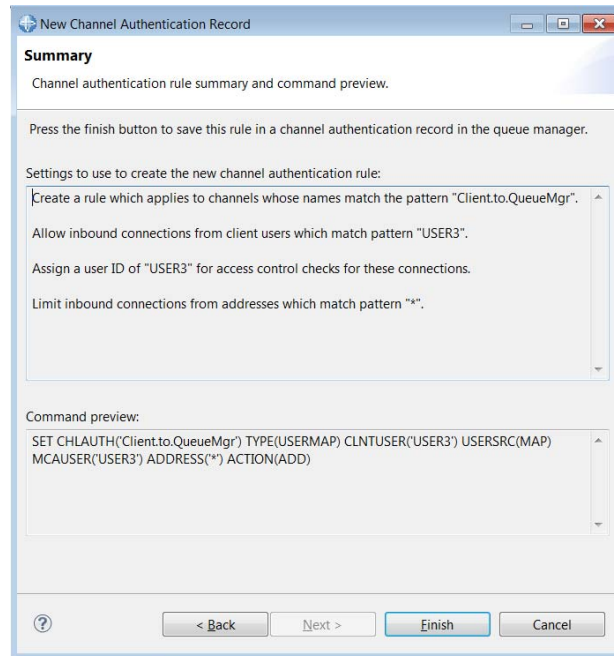 New Channel Authentication Record
Summary
Channel authentication rule summary and command preview.
Press the finish button to save this rule in a channel authentication record in the queue manager.
Settings to use to create the new channel authentication rule:
Create a rule which applies to channels whose names match the pattern "Client.to.QueueMgr".
Allow inbound connections from client users which match pattern "USER3".
Assign a user ID of "USER3" for access control checks for these connections.
Limit inbound connections from addresses which match pattern "*".
Command preview:
SET CHLAUTH('Client.to.QueueMgr') TYPE(USERMAP) CLNTUSER('USER3') USERSRC(MAP)
MCAUSER('USER3') ADDRESS('*') ACTION(ADD)
?
< Back
Next >
Finish
Cancel